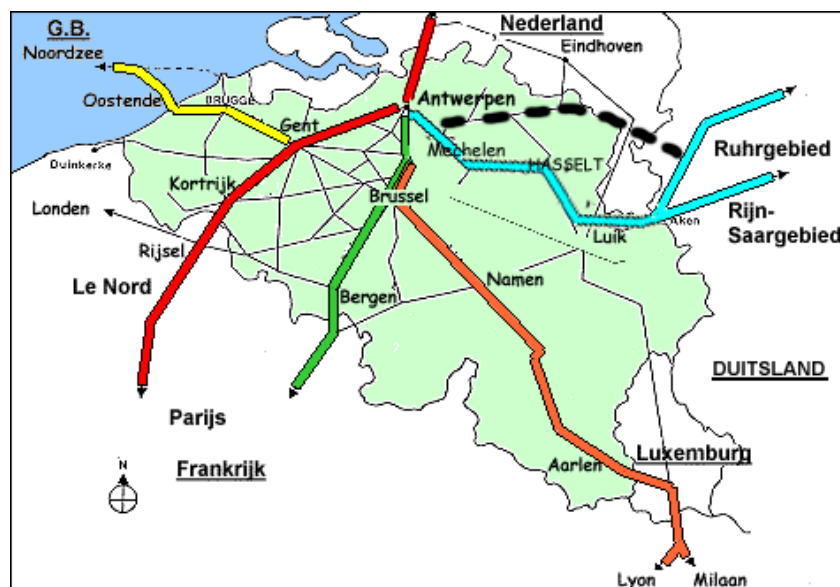 G.B.
Nederland
Noordzee
Eindhoven
Oostende
BRUGGE
Antwerpen
Gent
Mechelen
Duinkerke
HASSELT
Ruhrgebied
Kortrijk
Brussel
Londen
Aken
Rijn-
Saargebied
Luik
Rijsel
Le Nord
Namen
Bergen
DUITSLAND
Parijs
Luxemburg
N
Frankrijk
Aarlen
Lyon
Milaan